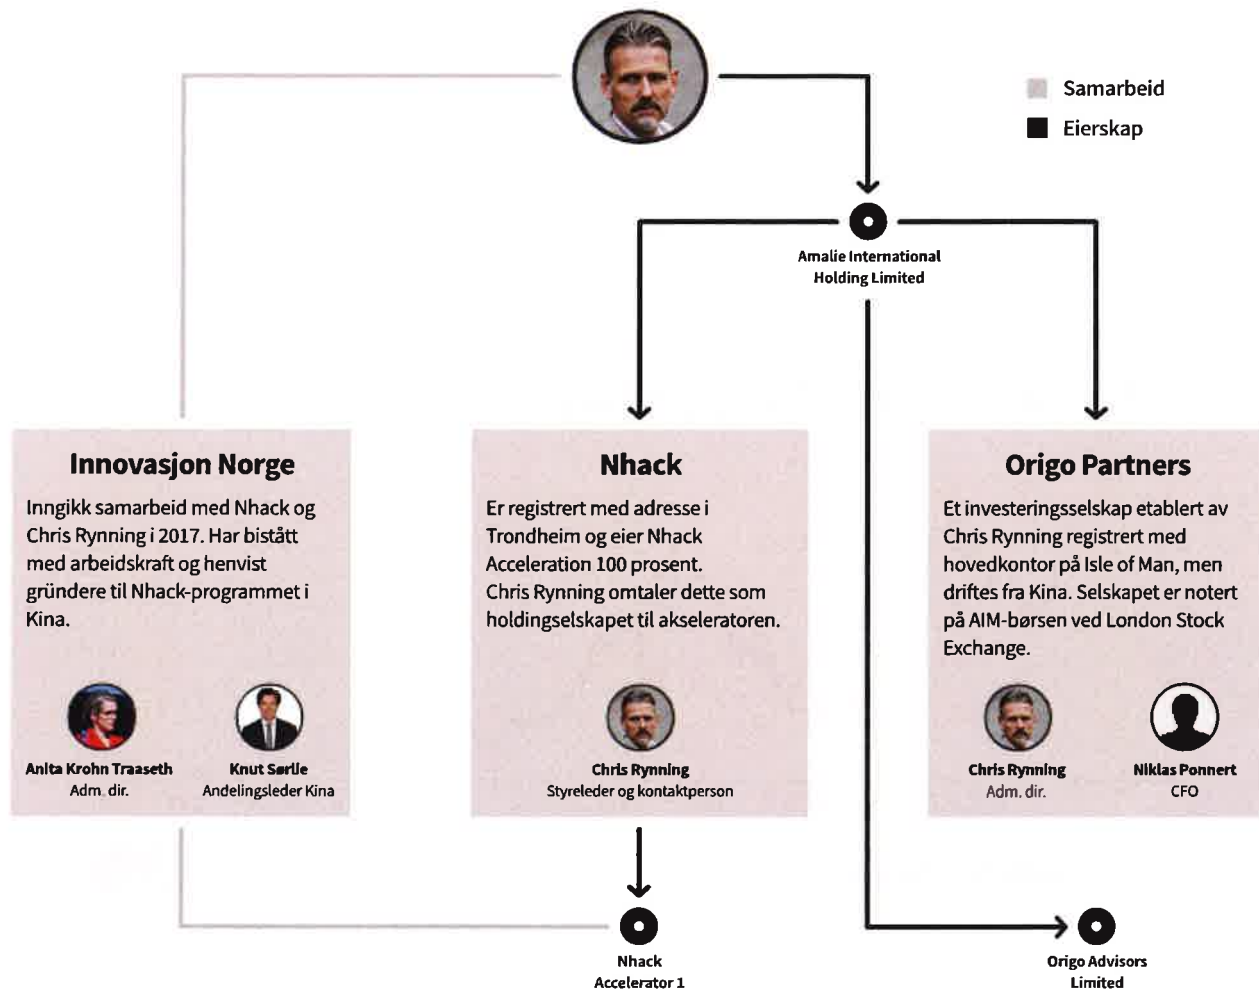 Samarbeid
Eierskap
Amalie International
Holding Limited
Innovasjon Norge
Inngikk samarbeid med Nhack og
Chris Rynning i 2017. Har bistått
med arbeidskraft og henvist
gründere til Nhack-programmet i
Kina.
Anita Krohn Traaseth
Adm. dir.
Knut Sørlie
Andelingsleder Kina
Nhack
Er registrert med adresse i
Trondheim og eier Nhack
Acceleration 100 prosent.
Chris Rynning omtaler dette som
holdingselskapet til akseleratoren.
Chris Rynning
Styreleder og kontaktperson
Origo Partners
Et investeringsselskap etablert av
Chris Rynning registrert med
hovedkontor på Isle of Man, men
driftes fra Kina. Selskapet er notert
på AIM-børsen ved London Stock
Exchange.
Chris Rynning
Adm. dir.
Niklas Ponnert
CFO
Nhack
Accelerator 1
Origo Advisors
Limited